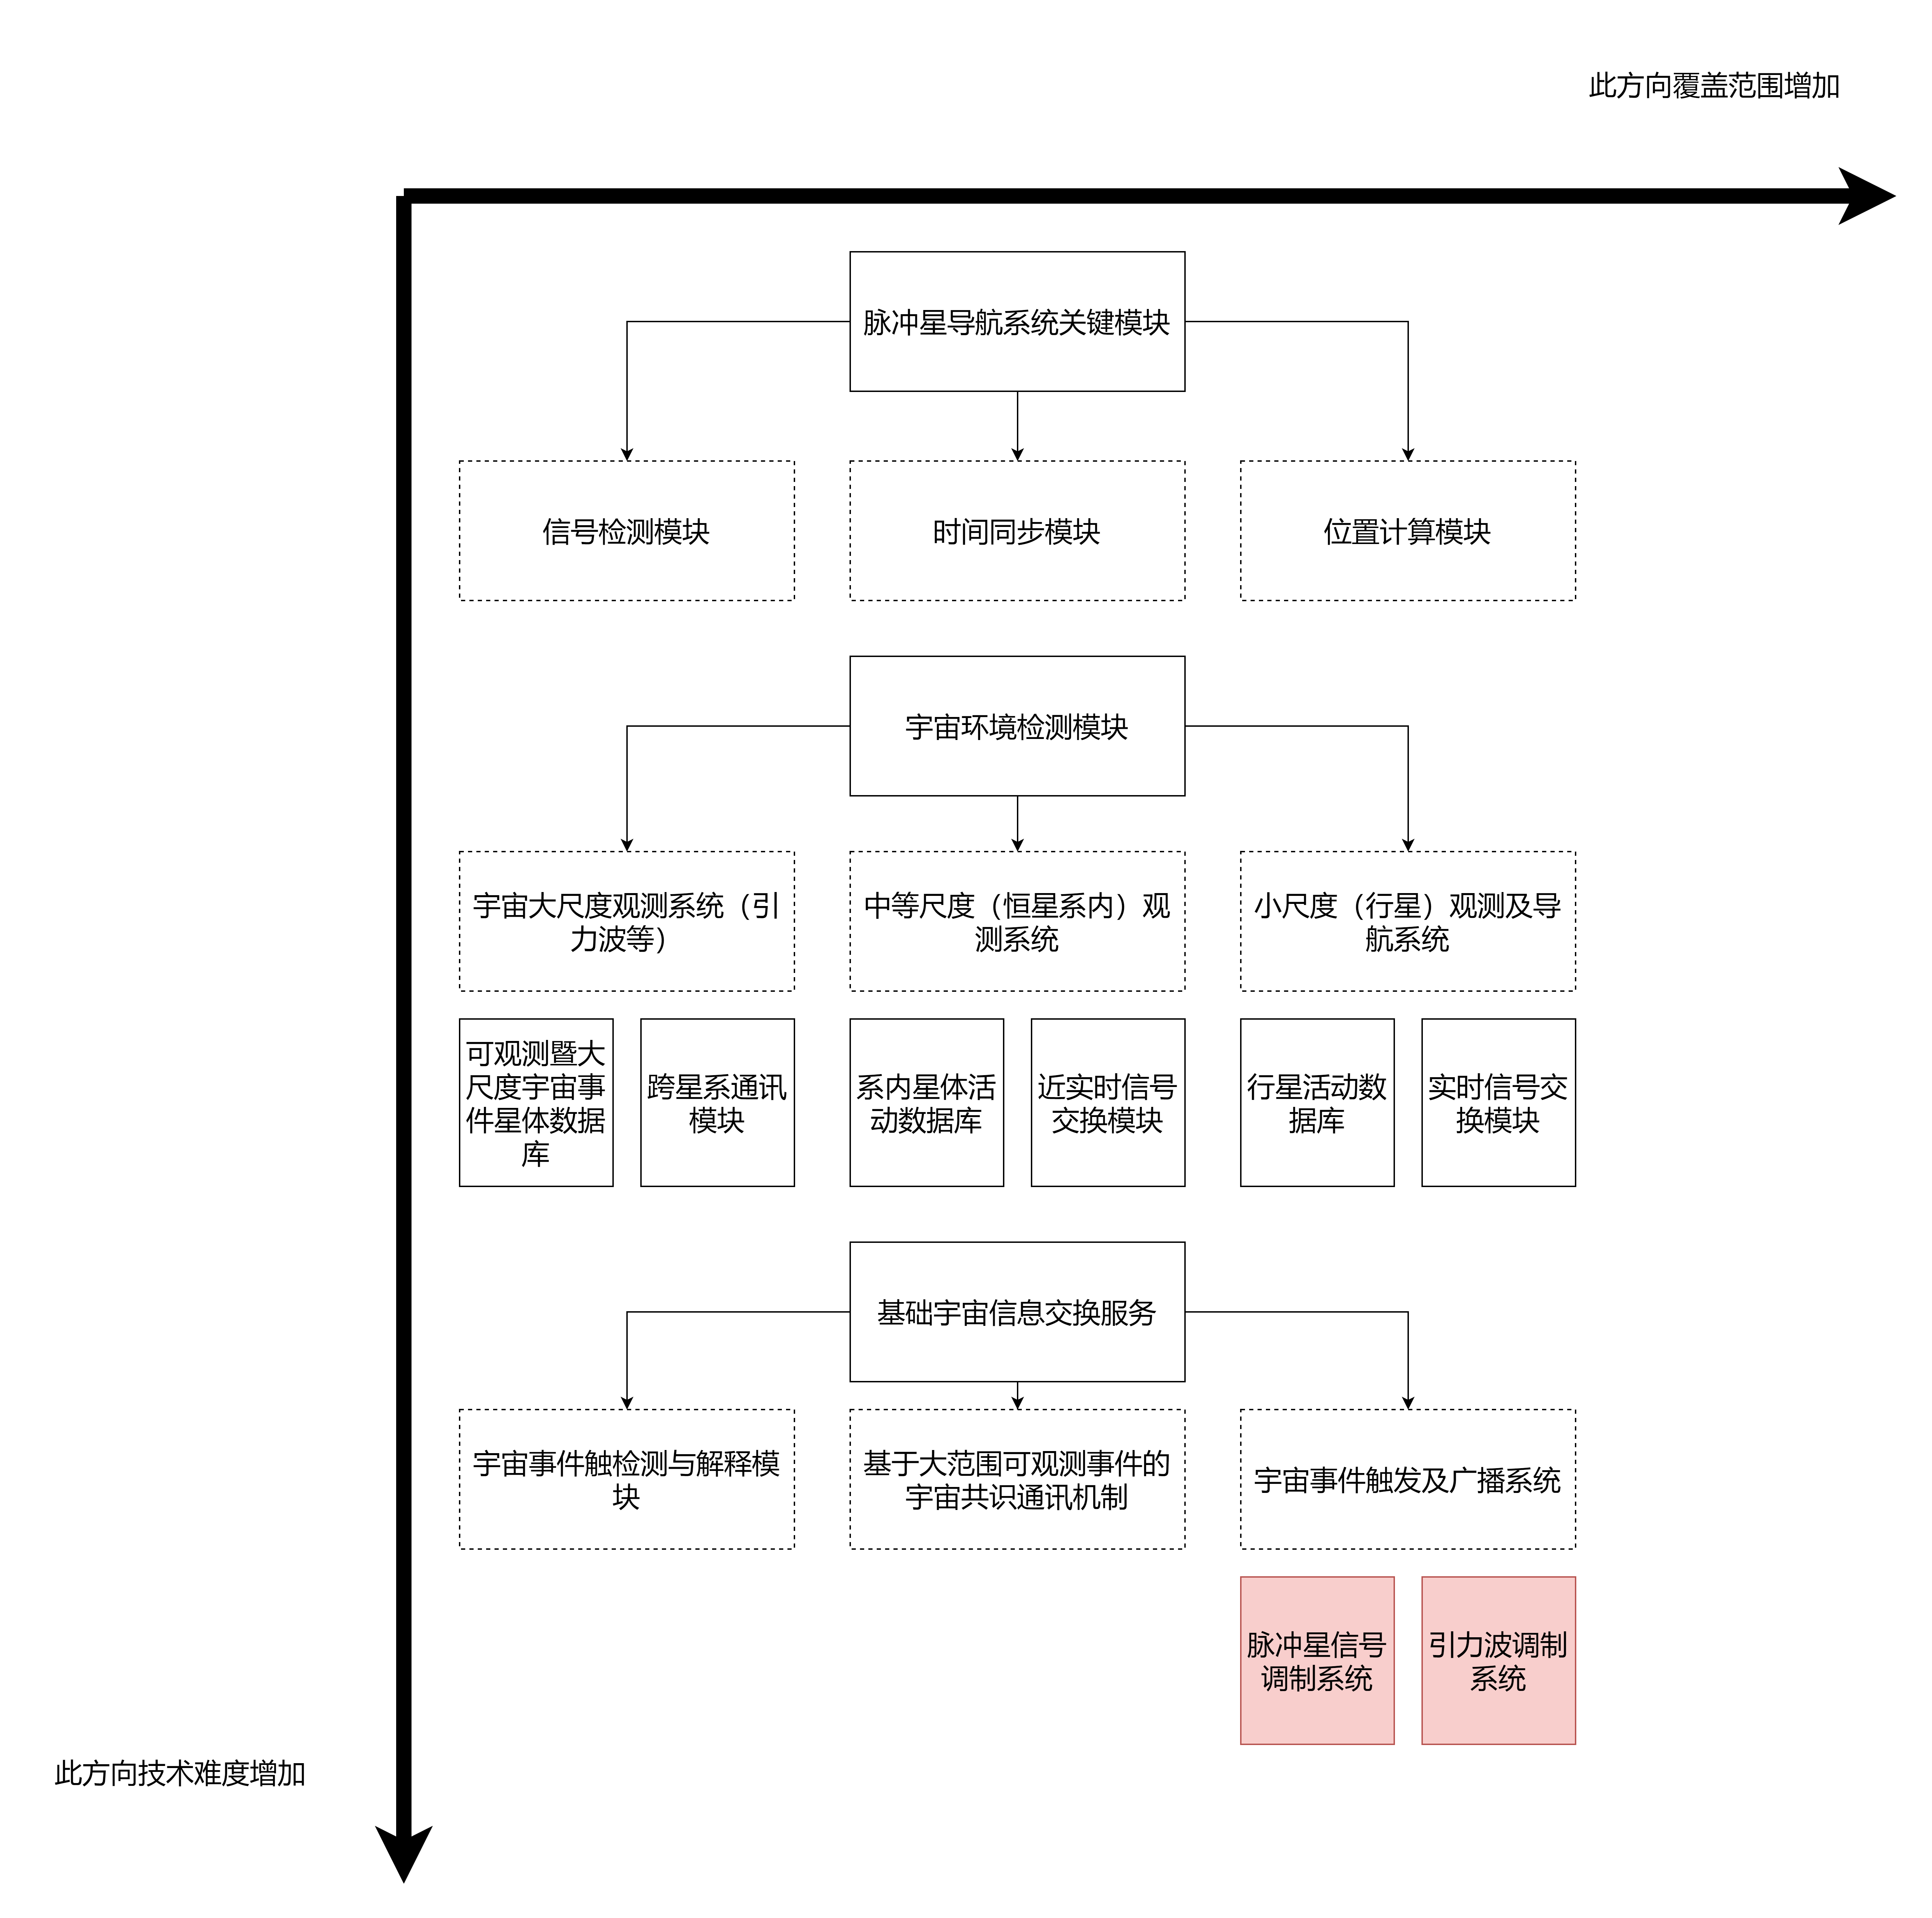 此方向覆盖范围增加
脉冲星导航系统关键模块
信号检测模块
时间同步模块
位置计算模块
宇宙环境检测模块
宇宙大尺度观测系统（引
力波等）
中等尺度（恒星系内）观
测系统
小尺度（行星）观测及导
航系统
可观测暨大
尺度宇宙事
件星体数据
库
跨星系通讯
模块
系内星体活
动数据库
近实时信号
交换模块
行星活动数
据库
实时信号交
换模块
基础宇宙信息交换服务
宇宙事件触检测与解释模
块
基于大范围可观测事件的
宇宙共识通讯机制
宇宙事件触发及广播系统
脉冲星信号
调制系统
引力波调制
系统
此方向技术难度增加